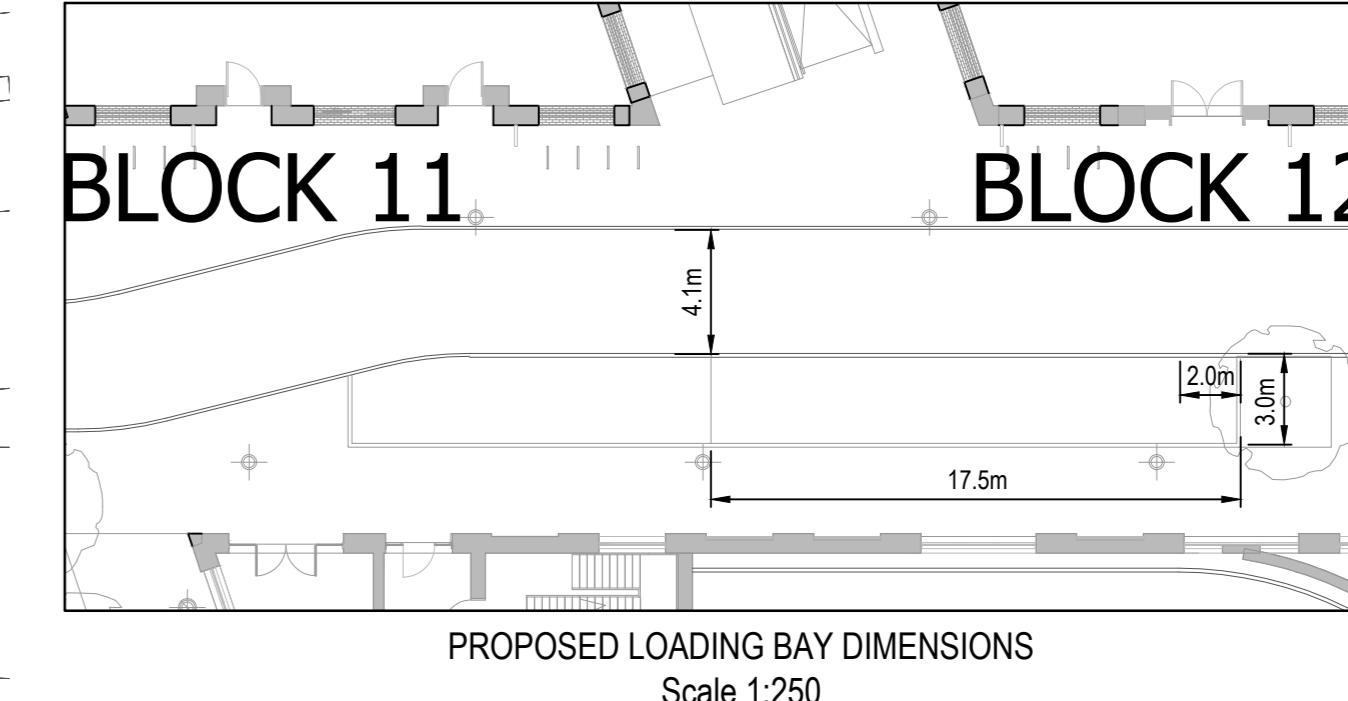 BLOCK 11
BLOCK 12
4.1m
2.0m
3.0m
17.5m
PROPOSED LOADING BAY DIMENSIONS
Scale 1:250